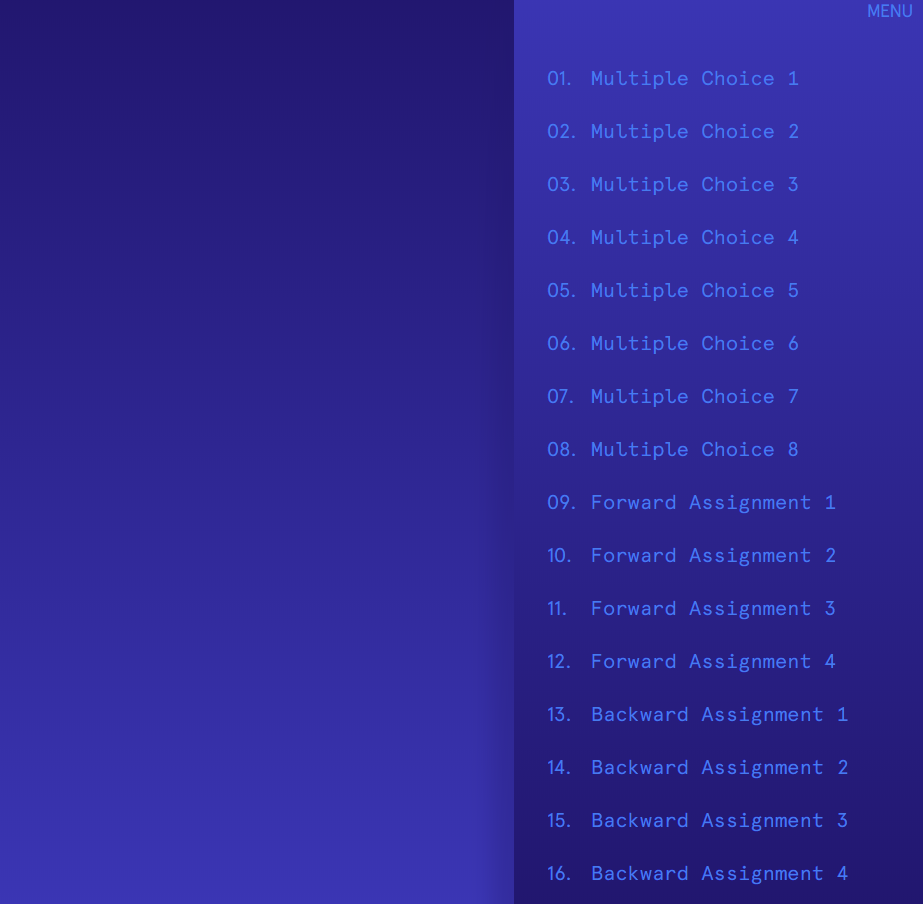 MENU
01. Multiple Choice 1
02. Multiple Choice 2
03. Multiple Choice 3
04. Multiple Choice 4
05. Multiple Choice 5
06. Multiple Choice 6
07. Multiple Choice 7
08. Multiple Choice 8
09. Forward Assignment 1
10. Forward Assignment 2
11. Forward Assignment 3
12. Forward Assignment 4
13. Backward Assignment 1
14. Backward Assignment 2
15. Backward Assignment 3
16. Backward Assignment 4